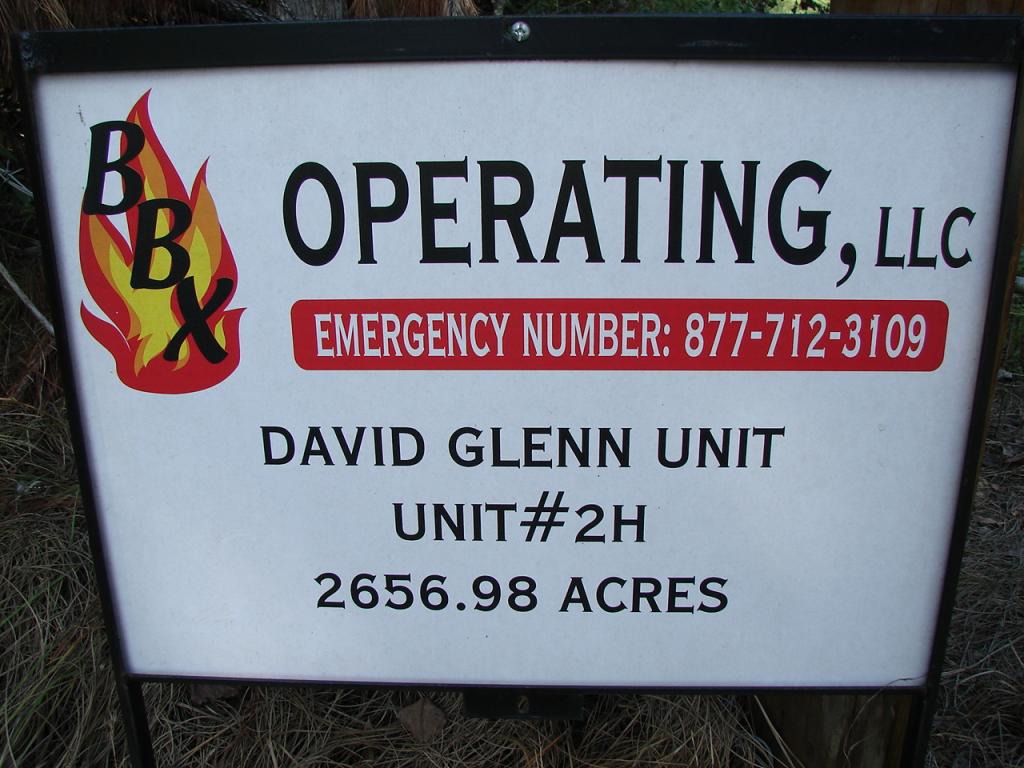 BBX
OPERATING, LLC
EMERGENCY NUMBER: 877-712-3109
DAVID GLENN UNIT
UNIT#2H
2656.98 ACRES